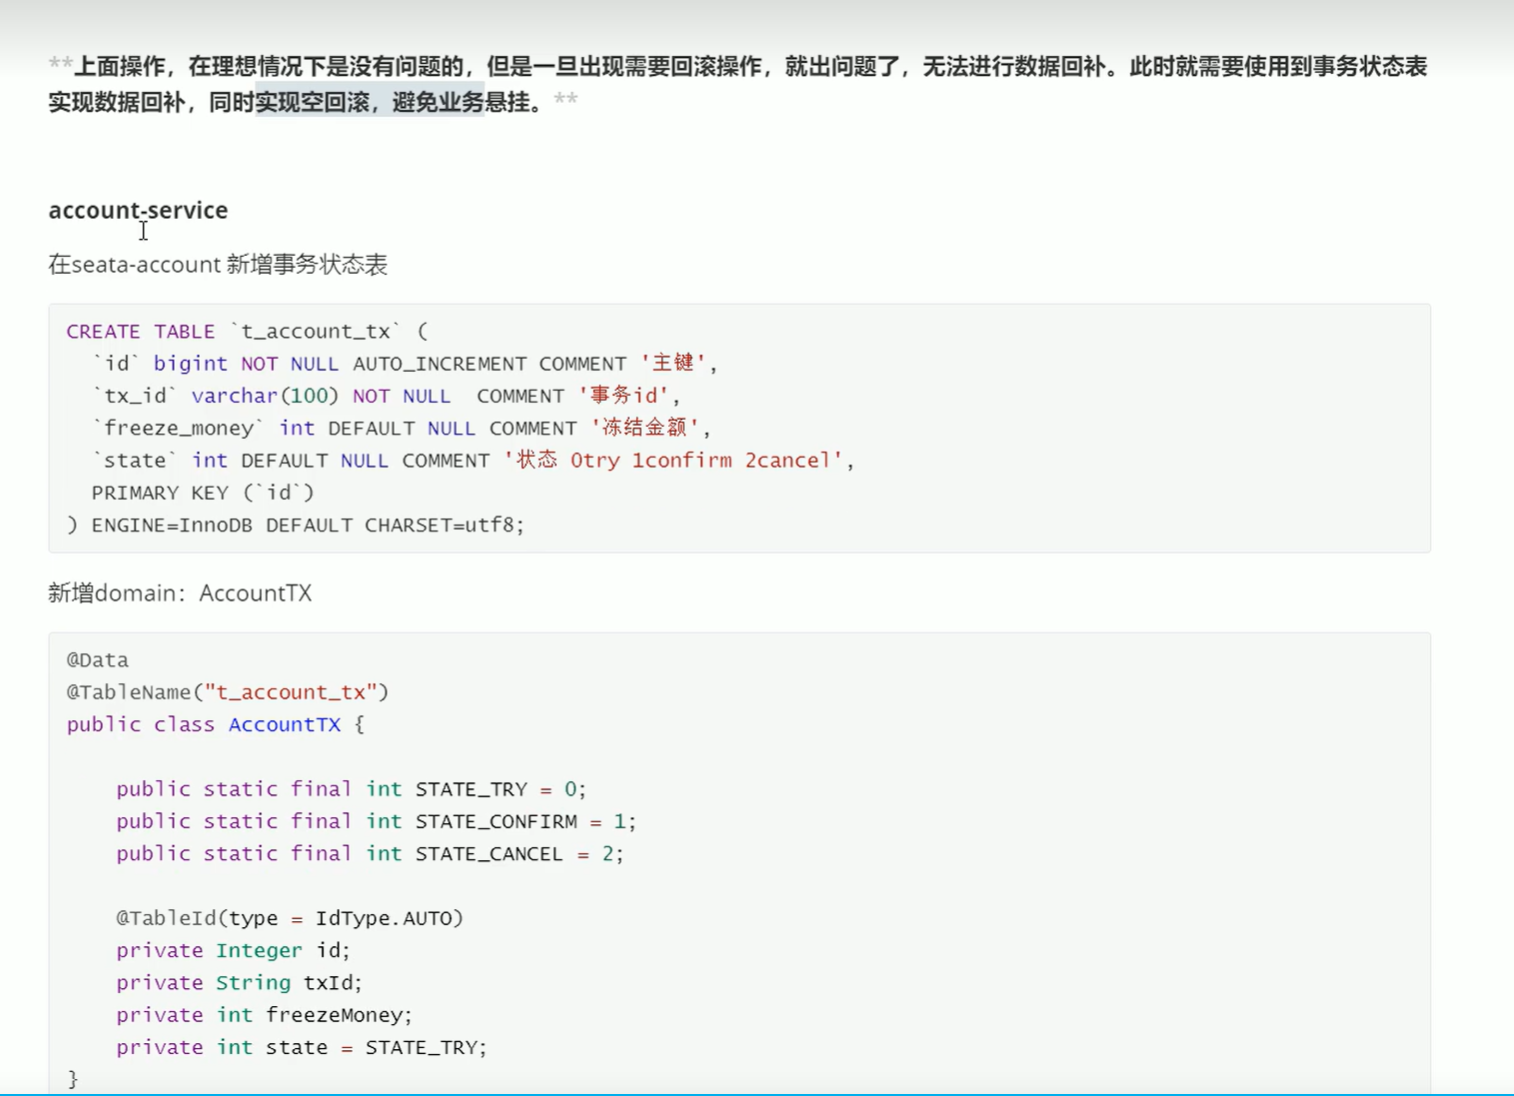 **上面操作，在理想情况下是没有问题的，但是一旦出现需要回滚操作，就出问题了，无法进行数据回补。此时就需要使用到事务状态表
实现数据回补，同时实现空回滚，避免业务悬挂。**
account-service
在seata-account 新增事务状态表
CREATE TABLE `t_account_tx` (
  `id` bigint NOT NULL AUTO_INCREMENT COMMENT '主键',
  `tx_id` varchar(100) NOT NULL  COMMENT '事务id',
  `freeze_money` int DEFAULT NULL COMMENT '冻结金额',
  `state` int DEFAULT NULL COMMENT '状态 0try 1confirm 2cancel',
  PRIMARY KEY (`id`)
) ENGINE=InnoDB DEFAULT CHARSET=utf8;
新增domain：AccountTX
@Data
@TableName("t_account_tx")
public class AccountTX {
    public static final int STATE_TRY = 0;
    public static final int STATE_CONFIRM = 1;
    public static final int STATE_CANCEL = 2;
    @TableId(type = IdType.AUTO)
    private Integer id;
    private String txId;
    private int freezeMoney;
    private int state = STATE_TRY;
}